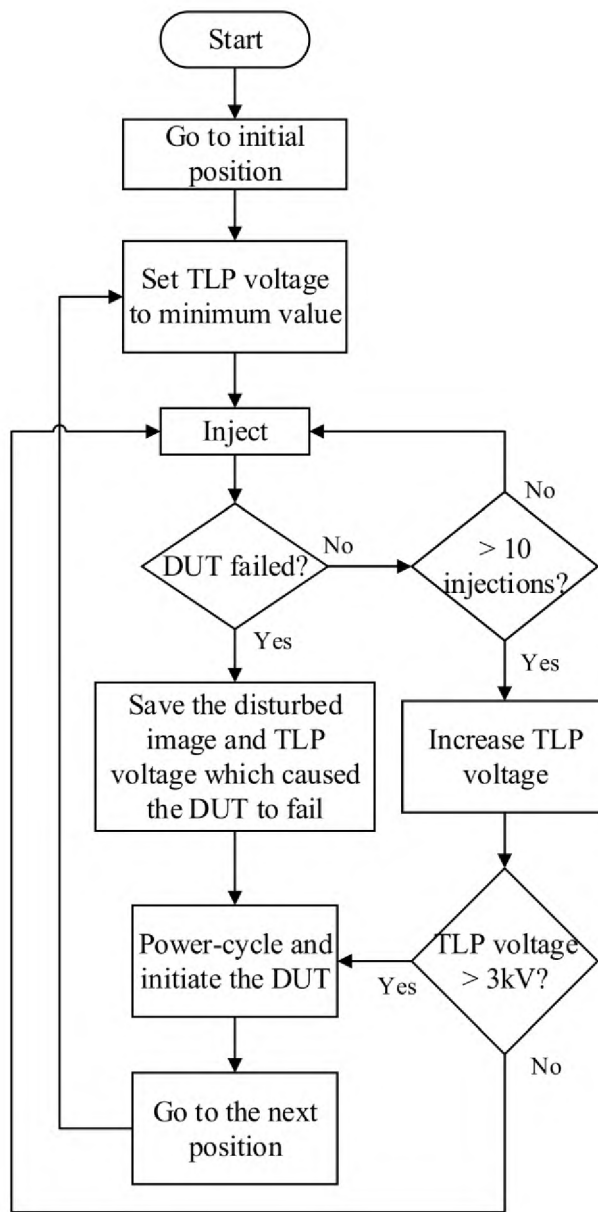 Start
Go to initial
position
Set TLP voltage
to minimum value
Inject
No
DUT failed?
No
> 10
injections?
Yes
Yes
Save the disturbed
image and TLP
voltage which caused
the DUT to fail
Increase TLP
voltage
Power-cycle and
initiate the DUT
TLP voltage
> 3kV?
Yes
No
Go to the next
position